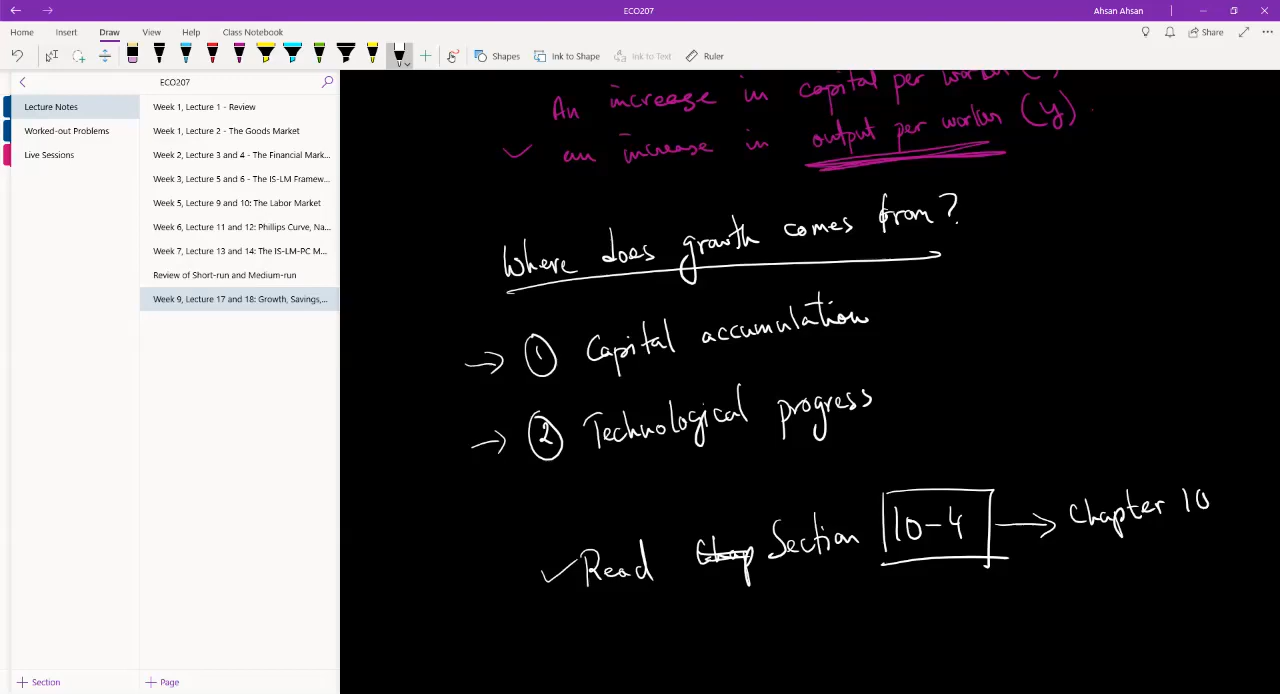 ECO207
Ahsan Ahsan
Home Insert Draw View Help Class Notebook
Share
Shapes Ink to Shape Ink to Text Ruler
ECO207
Lecture Notes
Worked-out Problems
Live Sessions
Week 1, Lecture 1 - Review
Week 1, Lecture 2 - The Goods Market
Week 2, Lecture 3 and 4 - The Financial Mark...
Week 3, Lecture 5 and 6 - The IS-LM Framew...
Week 5, Lecture 9 and 10: The Labor Market
Week 6, Lecture 11 and 12: Phillips Curve, Na...
Week 7, Lecture 13 and 14: The IS-LM-PC M...
Review of Short-run and Medium-run
Week 9, Lecture 17 and 18: Growth, Savings,...
An increase in capital per worker
✓ an increase in output per worker (y).
Where does growth comes from?
→ ① Capital accumulation
→ ② Technological progress
✓ Read Section 10-4 → Chapter 10
+ Section
+ Page